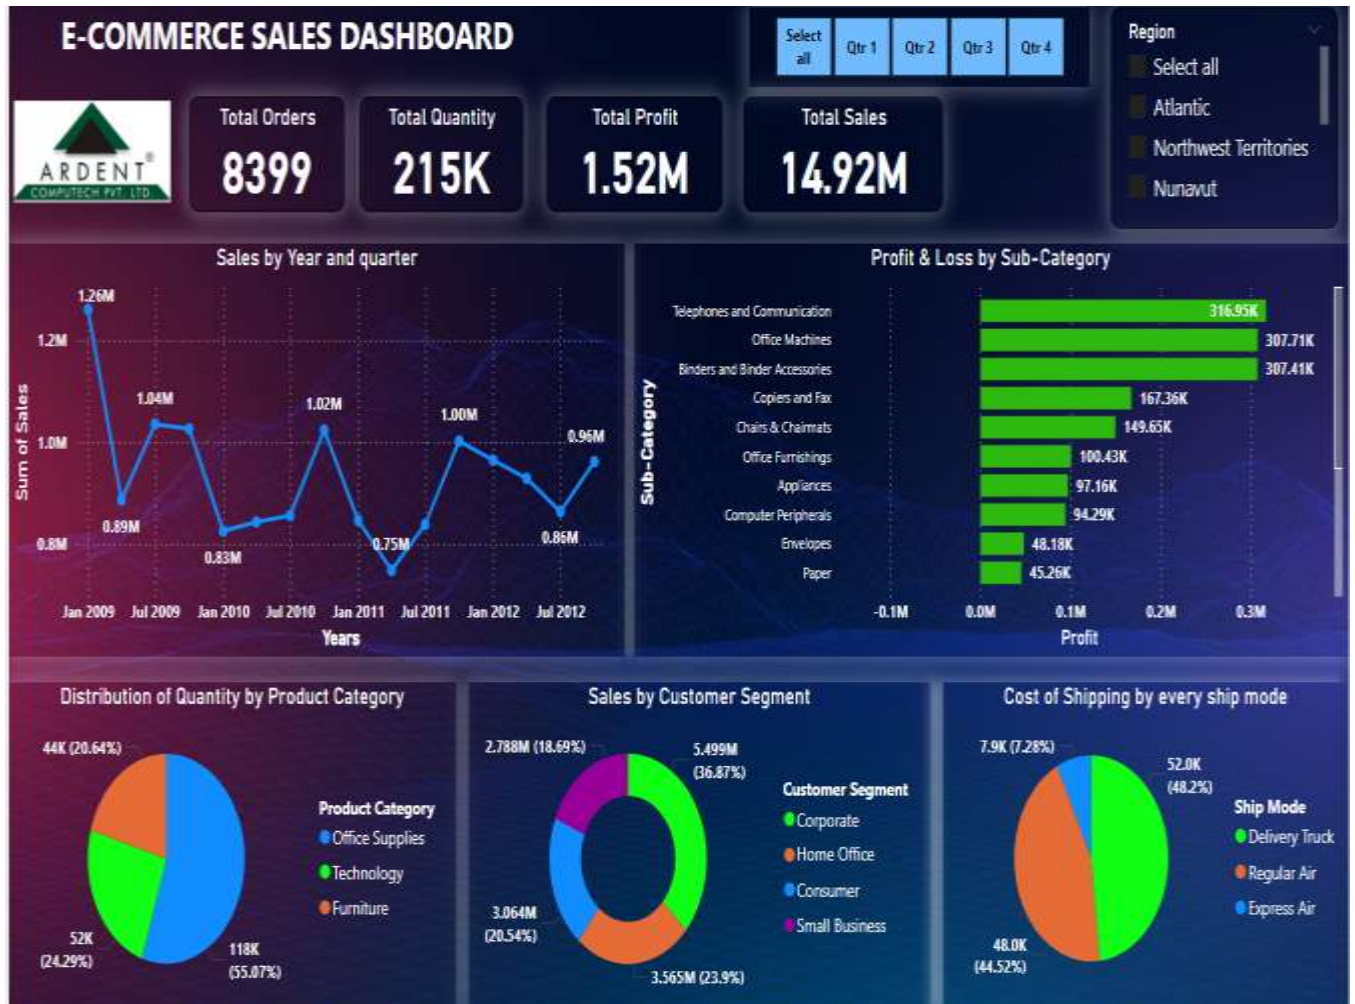 E-COMMERCE SALES DASHBOARD
Select all
Qtr 1
Qtr 2
Qtr 3
Qtr 4
Region
Select all
Atlantic
Northwest Territories
Nunavut
ARDENT®
COMPUTECH PVT. LTD.
Total Orders
8399
Total Quantity
215K
Total Profit
1.52M
Total Sales
14.92M
Sales by Year and quarter
Sum of Sales
1.2M
1.0M
0.8M
1.26M
0.89M
1.04M
0.83M
1.02M
0.75M
1.00M
0.86M
0.96M
Jan 2009
Jul 2009
Jan 2010
Jul 2010
Jan 2011
Jul 2011
Jan 2012
Jul 2012
Years
Profit & Loss by Sub-Category
Sub-Category
Telephones and Communication
316.95K
Office Machines
307.71K
Binders and Binder Accessories
307.41K
Copiers and Fax
167.36K
Chairs & Chairmats
149.65K
Office Furnishings
100.43K
Appliances
97.16K
Computer Peripherals
94.29K
Envelopes
48.18K
Paper
45.26K
-0.1M
0.0M
0.1M
0.2M
0.3M
Profit
Distribution of Quantity by Product Category
44K (20.64%)
52K
(24.29%)
118K
(55.07%)
Product Category
Office Supplies
Technology
Furniture
Sales by Customer Segment
2.788M (18.69%)
5.499M
(36.87%)
3.064M
(20.54%)
3.565M (23.9%)
Customer Segment
Corporate
Home Office
Consumer
Small Business
Cost of Shipping by every ship mode
7.9K (7.28%)
52.0K
(48.2%)
48.0K
(44.52%)
Ship Mode
Delivery Truck
Regular Air
Express Air